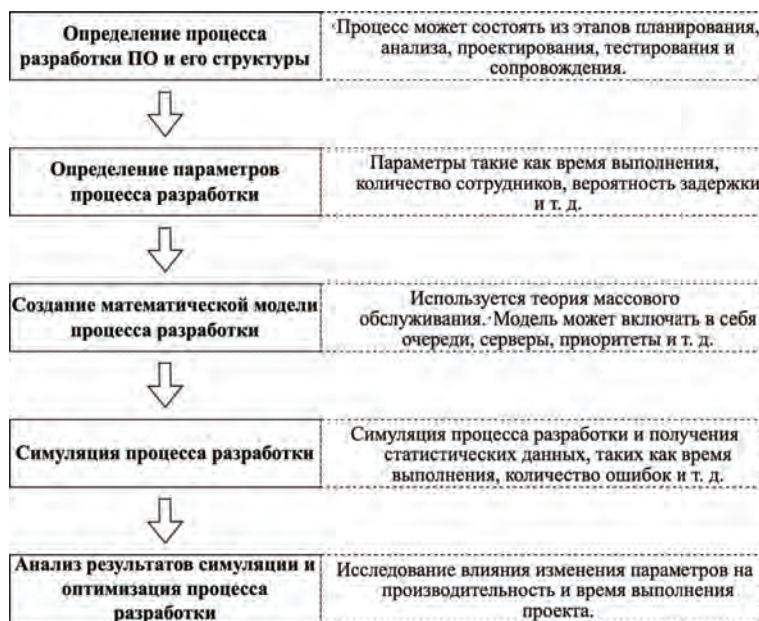 Определение процесса
разработки ПО и его структуры
Процесс может состоять из этапов планирования,
анализа, проектирования, тестирования и
сопровождения.
Определение параметров
процесса разработки
Параметры такие как время выполнения,
количество сотрудников, вероятность задержки
и т. д.
Создание математической модели
процесса разработки
Используется теория массового
обслуживания. Модель может включать в себя
очереди, серверы, приоритеты и т. д.
Симуляция процесса разработки
Симуляция процесса разработки и получения
статистических данных, таких как время
выполнения, количество ошибок и т. д.
Анализ результатов симуляции и
оптимизация процесса
разработки
Исследование влияния изменения параметров на
производительность и время выполнения
проекта.